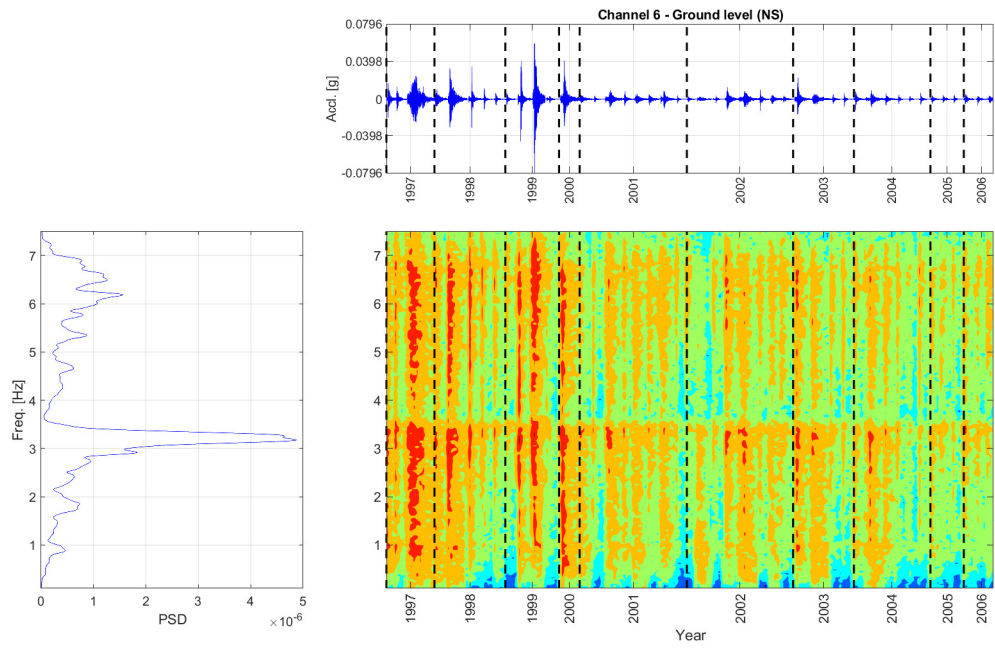 Channel 6 - Ground level (NS)
0.0796
0.0398
0
-0.0398
-0.0796
Accl. [g]
1997 1998 1999 2000 2001 2002 2003 2004 2005 2006
7
6
5
4
3
2
1
Freq. [Hz]
0 1 2 3 4 5
×10⁻⁶
PSD
7
6
5
4
3
2
1
1997 1998 1999 2000 2001 2002 2003 2004 2005 2006
Year